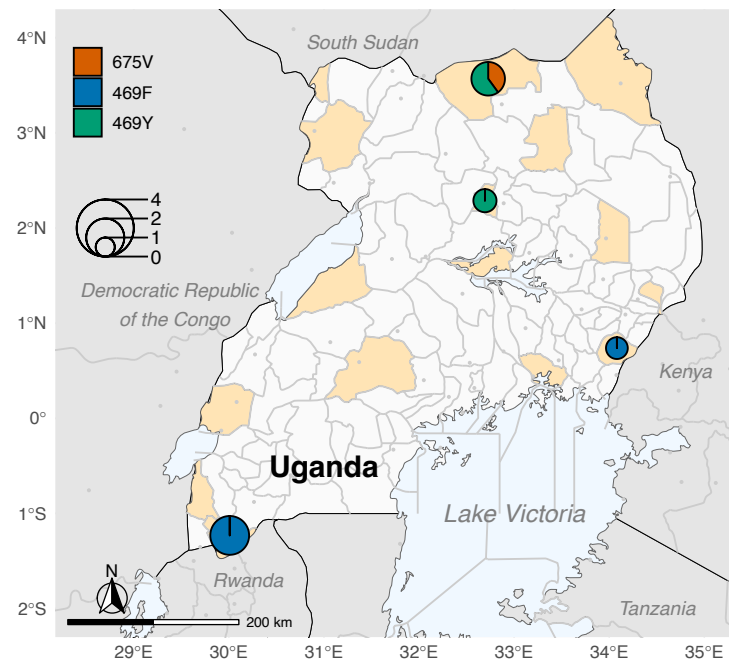 4°N
South Sudan
675V
469F
469Y
3°N
4
2
1
0
2°N
Democratic Republic
of the Congo
1°N
Kenya
0°
Uganda
1°S
Lake Victoria
N
Rwanda
2°S
200 km
Tanzania
29°E 30°E 31°E 32°E 33°E 34°E 35°E